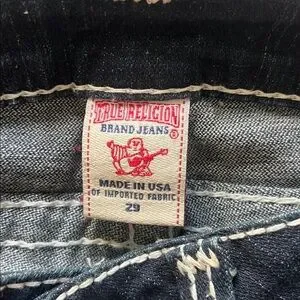 TRUE RELIGION
BRAND JEANS®
MADE IN USA
OF IMPORTED FABRIC
29